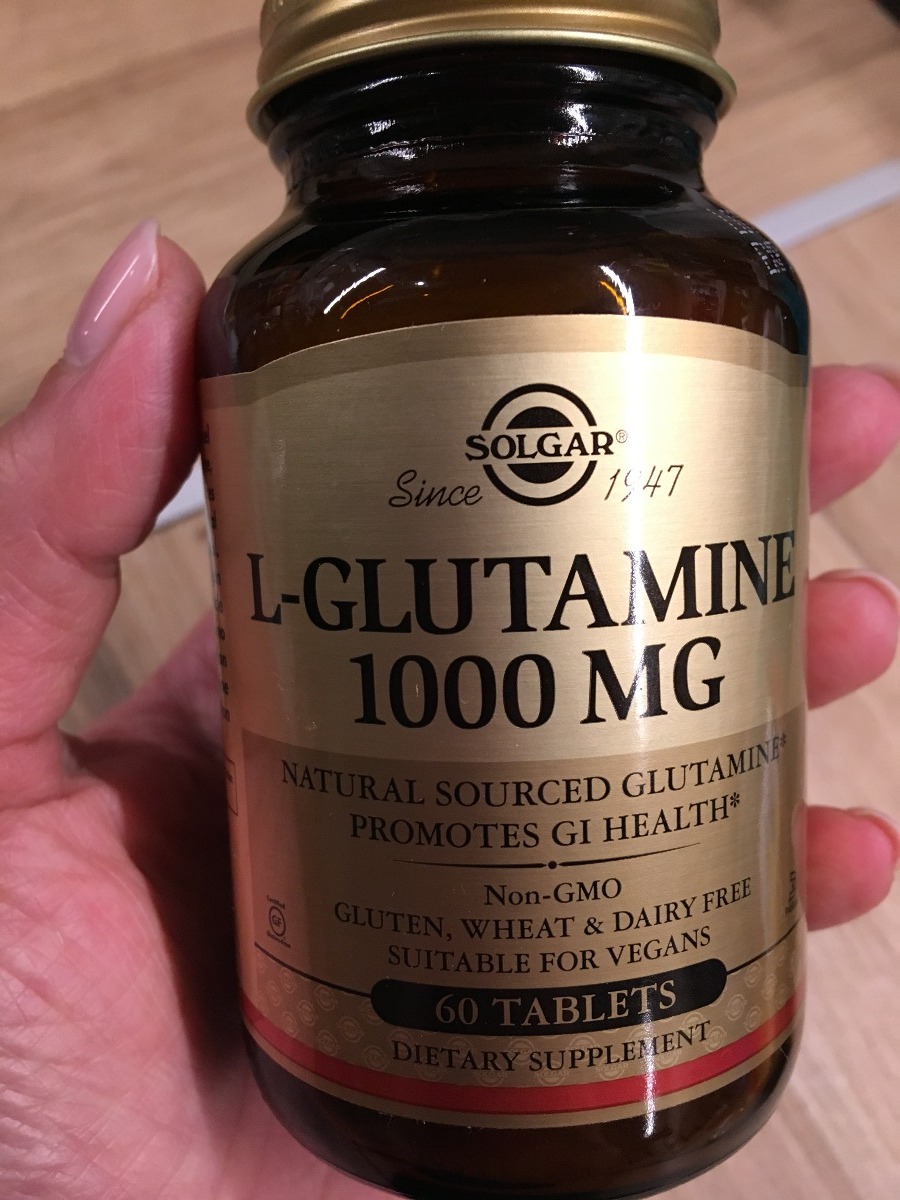 SOLGAR®
Since 1947
L-GLUTAMINE
1000 MG
NATURAL SOURCED GLUTAMINE*
PROMOTES GI HEALTH*
Non-GMO
GLUTEN, WHEAT & DAIRY FREE
SUITABLE FOR VEGANS
GF
60 TABLETS
DIETARY SUPPLEMENT